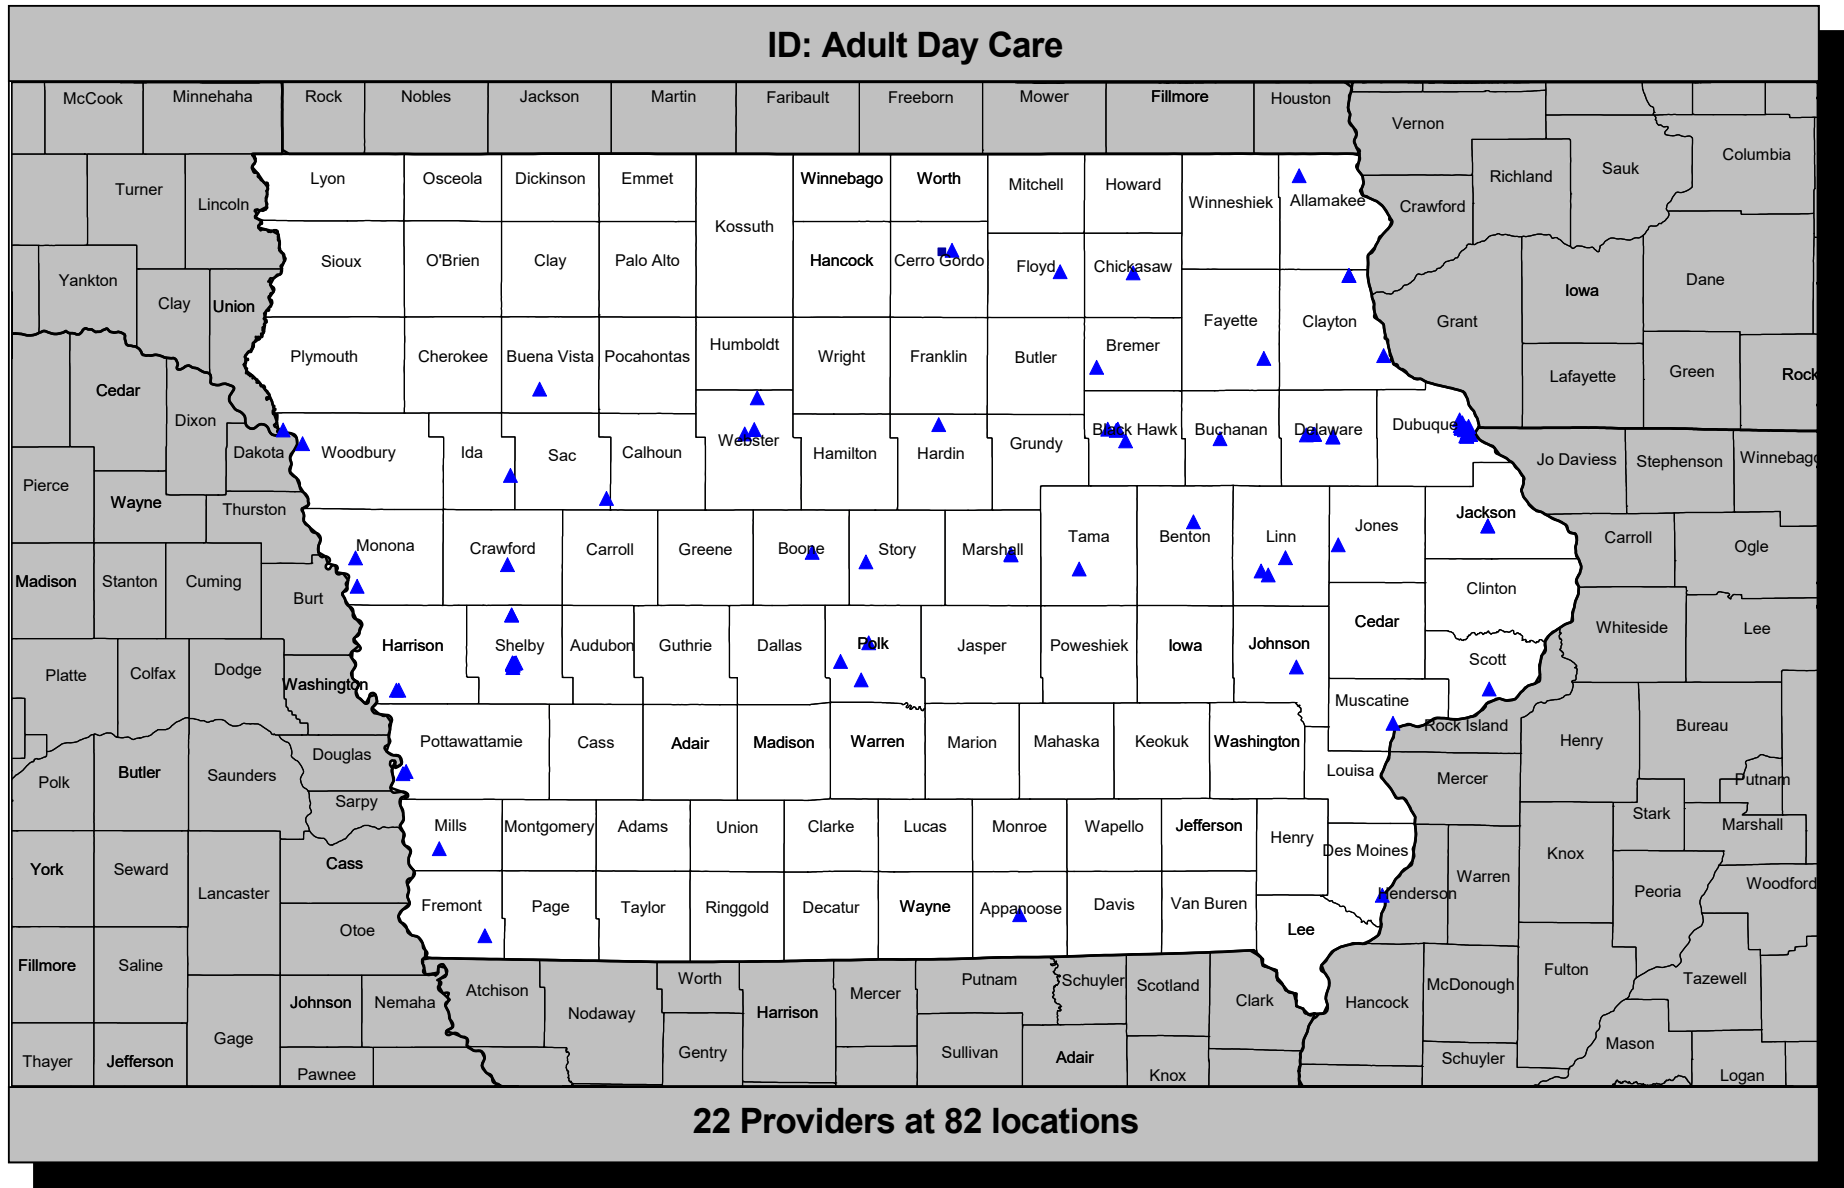 ID: Adult Day Care
McCook Minnehaha Rock Nobles Jackson Martin Faribault Freeborn Mower Fillmore Houston
Vernon
Turner Lincoln Lyon Osceola Dickinson Emmet Winnebago Worth Mitchell Howard Winneshiek Allamakee Crawford Richland Sauk Columbia
Kossuth
Yankton Clay Union Sioux O'Brien Clay Palo Alto Hancock Cerro Gordo Floyd Chickasaw Iowa Dane
Cedar Dixon Plymouth Cherokee Buena Vista Pocahontas Humboldt Wright Franklin Butler Bremer Fayette Clayton Grant Lafayette Green Rock
Pierce Wayne Dakota Thurston Woodbury Ida Sac Calhoun Webster Hamilton Hardin Grundy Black Hawk Buchanan Delaware Dubuque Jo Daviess Stephenson Winnebago
Madison Stanton Cuming Burt Monona Crawford Carroll Greene Boone Story Marshall Tama Benton Linn Jones Jackson Carroll Ogle
Clinton
Platte Colfax Dodge Washington Harrison Shelby Audubon Guthrie Dallas Polk Jasper Poweshiek Iowa Johnson Cedar Scott Whiteside Lee
Muscatine Rock Island
Polk Butler Saunders Douglas Sarpy Pottawattamie Cass Adair Madison Warren Marion Mahaska Keokuk Washington Louisa Mercer Henry Bureau Putnam
York Seward Lancaster Cass Mills Montgomery Adams Union Clarke Lucas Monroe Wapello Jefferson Henry Des Moines Knox Stark Marshall
Otoe Fremont Page Taylor Ringgold Decatur Wayne Appanoose Davis Van Buren Lee Henderson Warren Peoria Woodford
Fillmore Saline Johnson Nemaha Atchison Nodaway Worth Harrison Mercer Putnam Schuyler Scotland Clark Hancock McDonough Fulton Tazewell
Thayer Jefferson Gage Pawnee Gentry Sullivan Adair Knox Schuyler Mason Logan
22 Providers at 82 locations